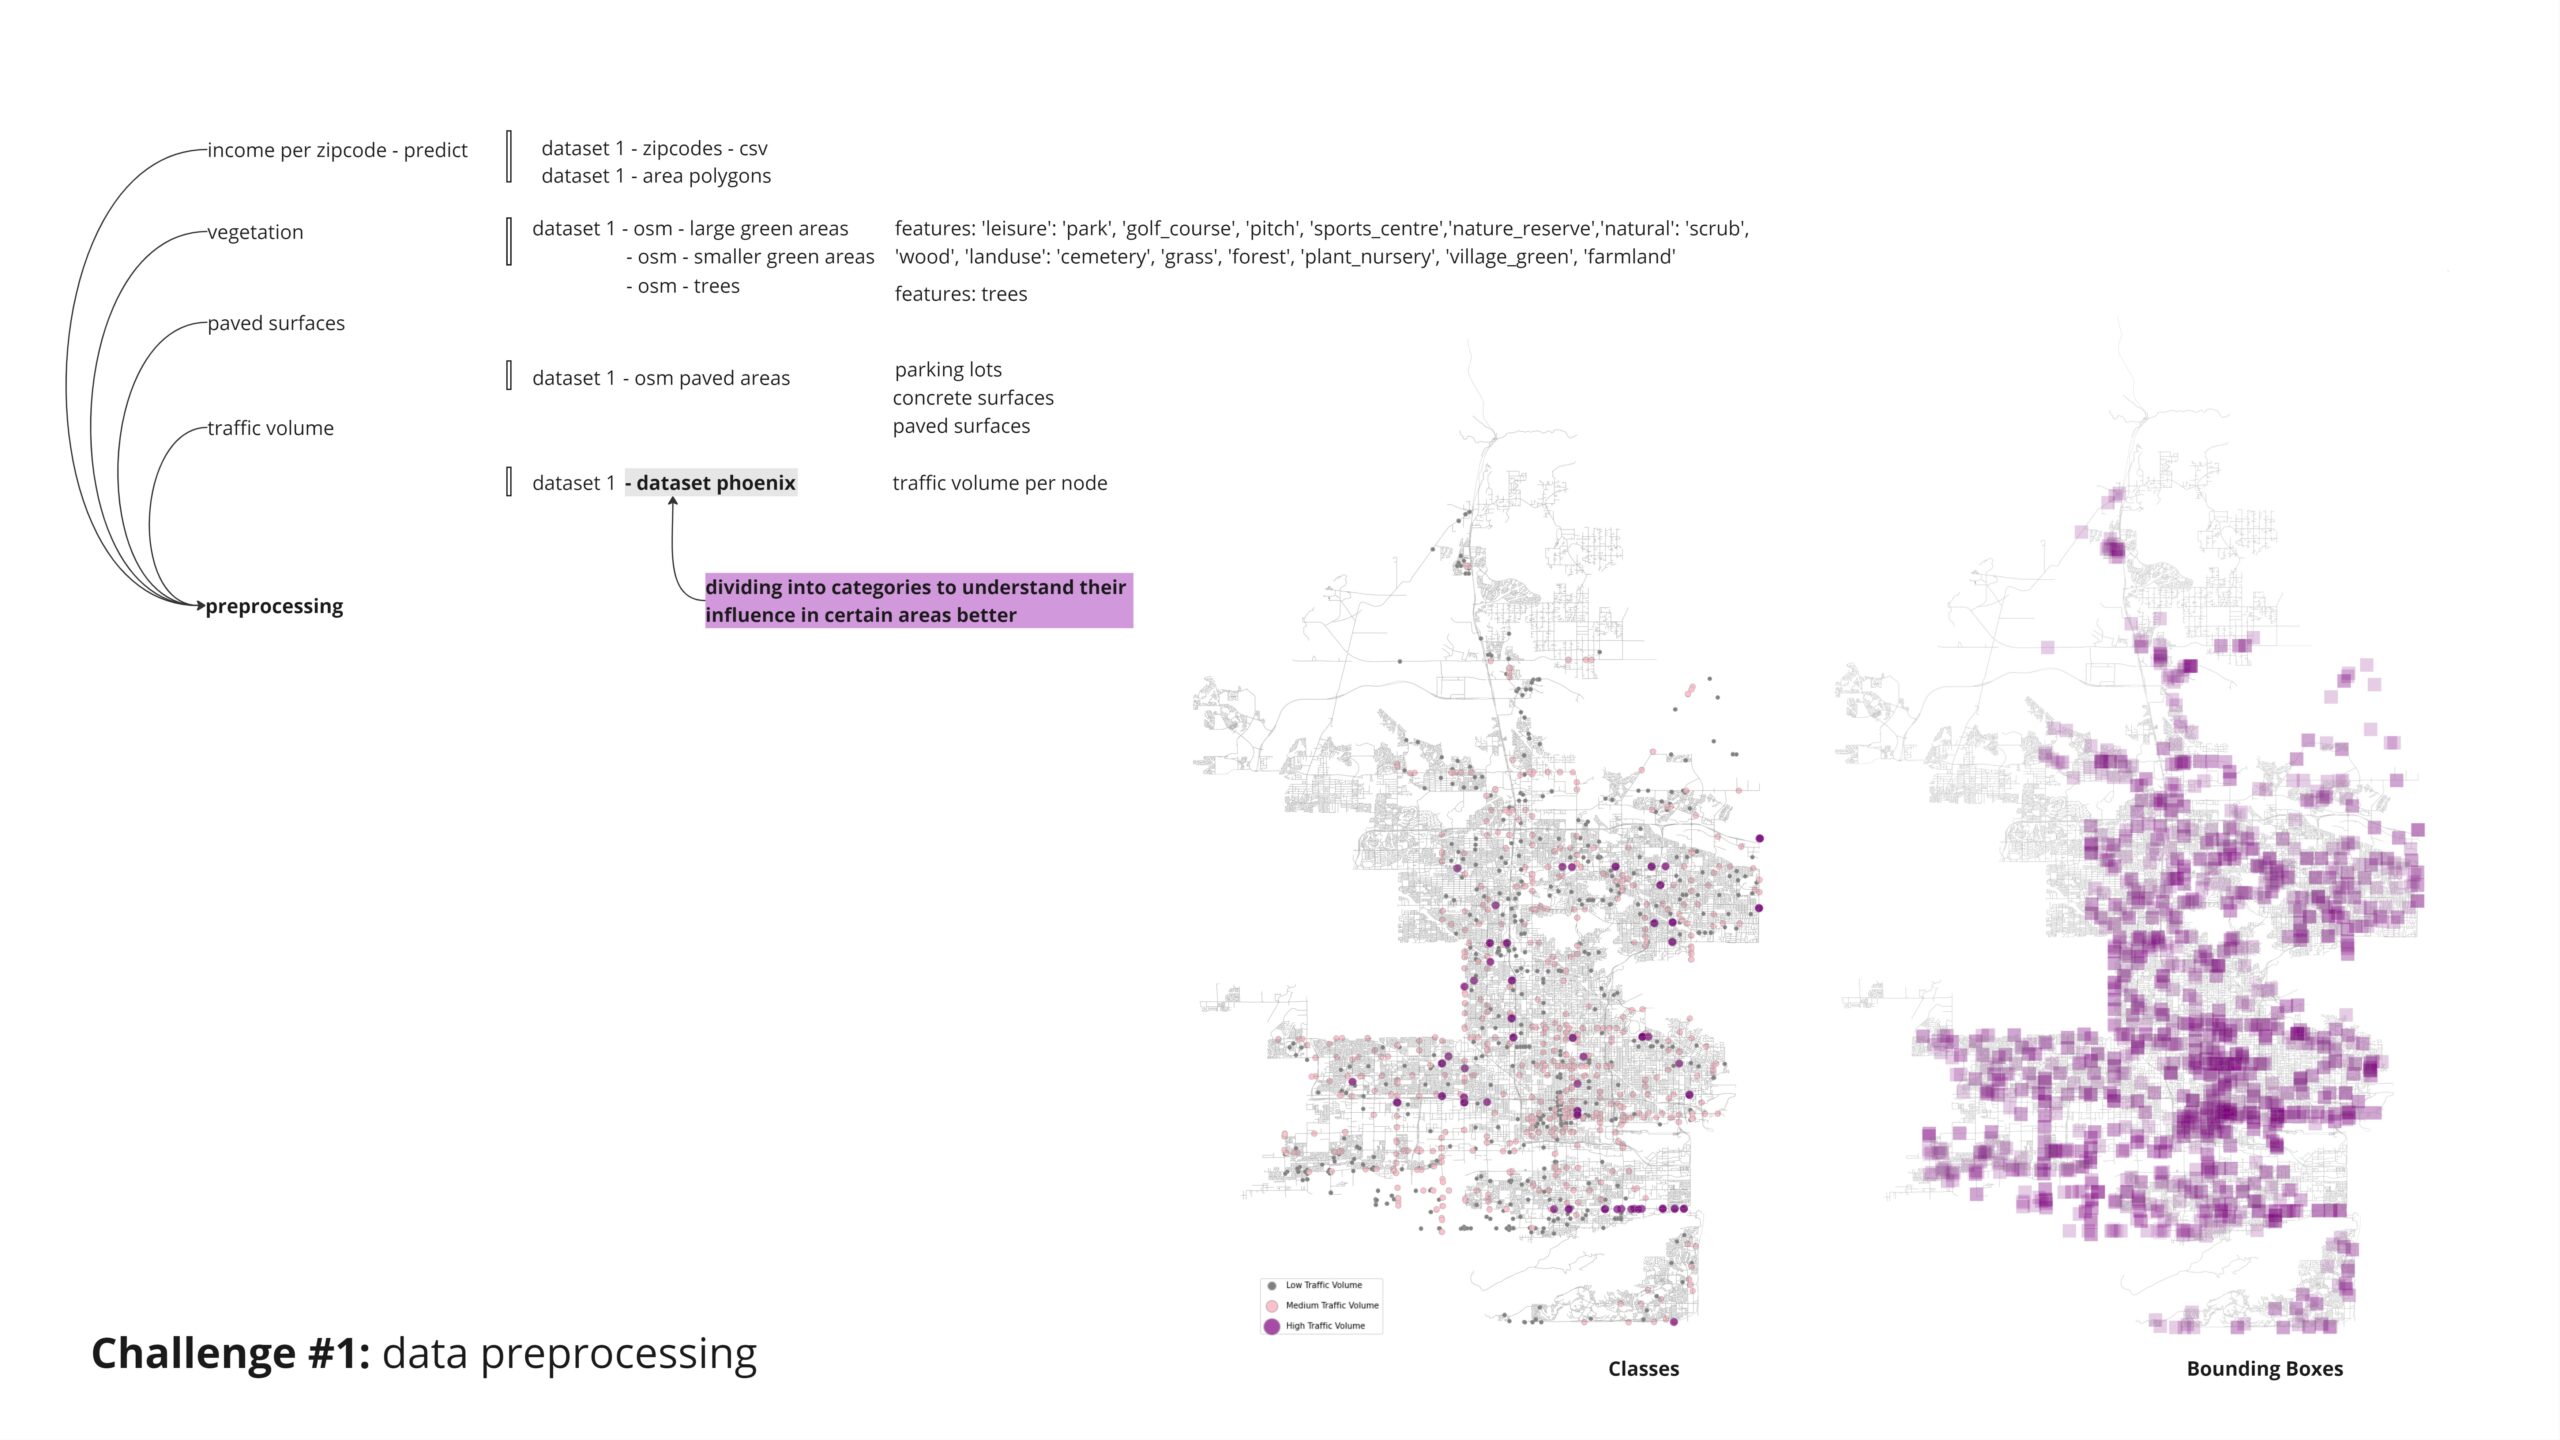 income per zipcode - predict
dataset 1 - zipcodes - csv
dataset 1 - area polygons
vegetation
dataset 1 - osm - large green areas
- osm - smaller green areas
- osm - trees
features: 'leisure': 'park', 'golf_course', 'pitch', 'sports_centre','nature_reserve','natural': 'scrub',
'wood', 'landuse': 'cemetery', 'grass', 'forest', 'plant_nursery', 'village_green', 'farmland'
features: trees
paved surfaces
dataset 1 - osm paved areas
parking lots
concrete surfaces
paved surfaces
traffic volume
dataset 1 - dataset phoenix
traffic volume per node
dividing into categories to understand their
influence in certain areas better
preprocessing
Low Traffic Volume
Medium Traffic Volume
High Traffic Volume
Classes
Bounding Boxes
Challenge #1: data preprocessing